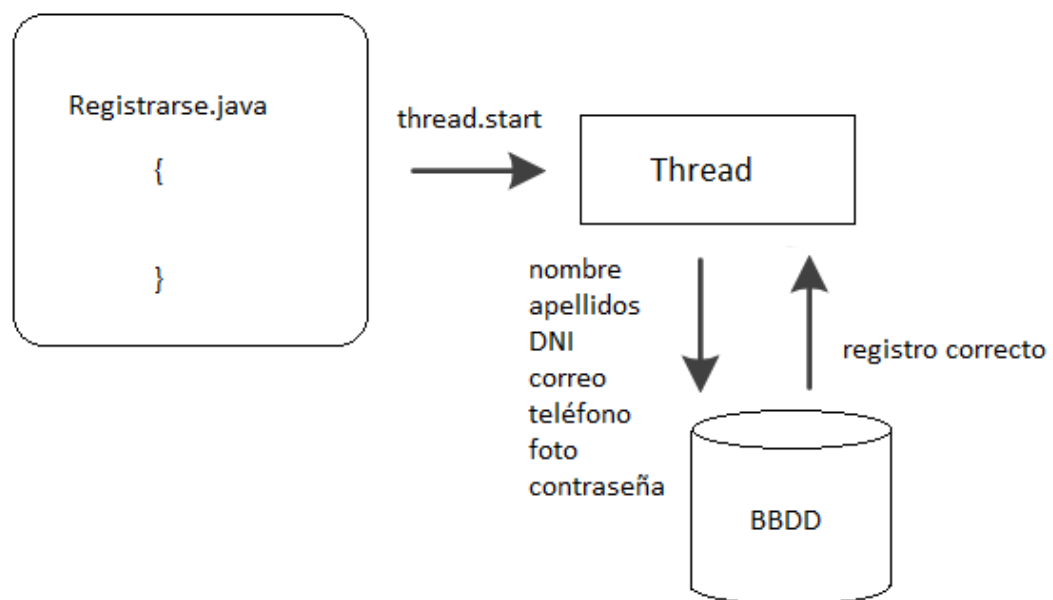 Registrarse.java
{
}
thread.start
Thread
nombre
apellidos
DNI
correo
teléfono
foto
contraseña
registro correcto
BBDD